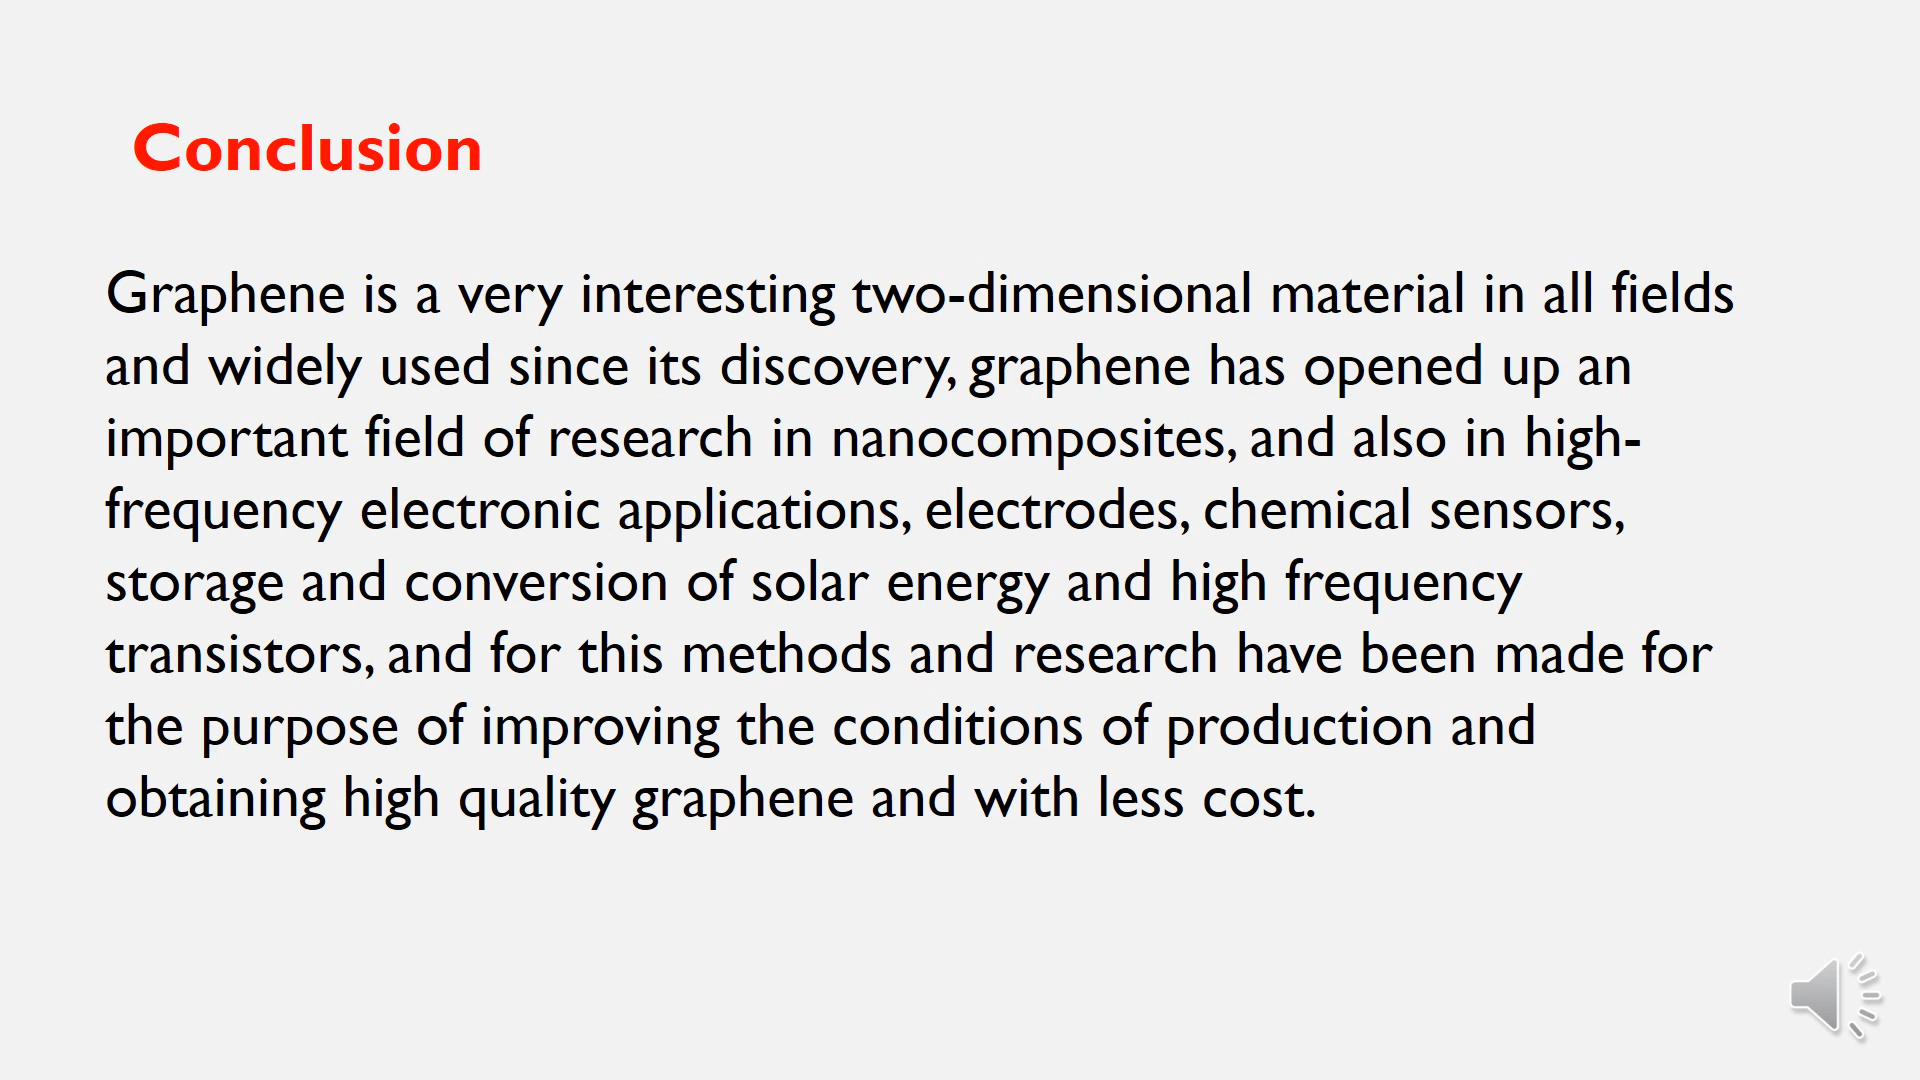 Conclusion
Graphene is a very interesting two-dimensional material in all fields
and widely used since its discovery, graphene has opened up an
important field of research in nanocomposites, and also in high-
frequency electronic applications, electrodes, chemical sensors,
storage and conversion of solar energy and high frequency
transistors, and for this methods and research have been made for
the purpose of improving the conditions of production and
obtaining high quality graphene and with less cost.